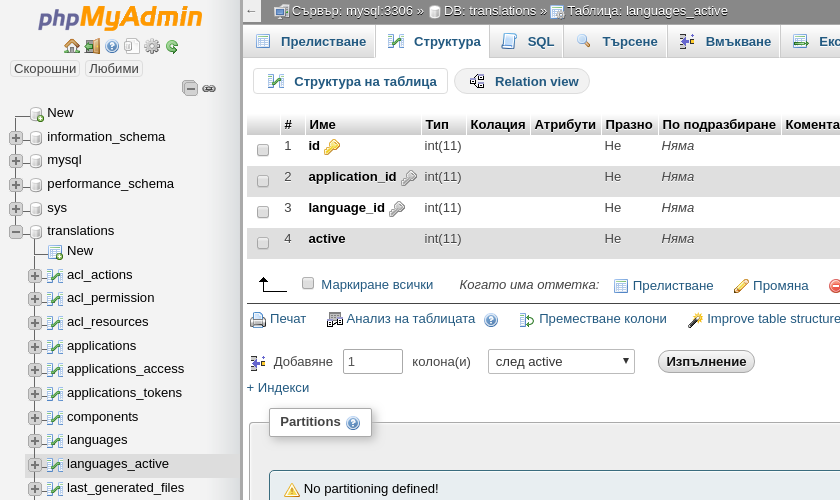 phpMyAdmin
Скорошни Любими
New
information_schema
mysql
performance_schema
sys
translations
New
acl_actions
acl_permission
acl_resources
applications
applications_access
applications_tokens
components
languages
languages_active
last_generated_files
← Сървър: mysql:3306 » DB: translations » Таблица: languages_active
Прелистване Структура SQL Търсене Вмъкване
Структура на таблица Relation view
# Име Тип Колация Атрибути Празно По подразбиране
1 id int(11) Не Няма
2 application_id int(11) Не Няма
3 language_id int(11) Не Няма
4 active int(11) Не Няма
Маркиране всички Когато има отметка: Прелистване Промяна
Печат Анализ на таблицата Преместване колони Improve table structure
Добавяне 1 колона(и) след active Изпълнение
+ Индекси
Partitions
No partitioning defined!